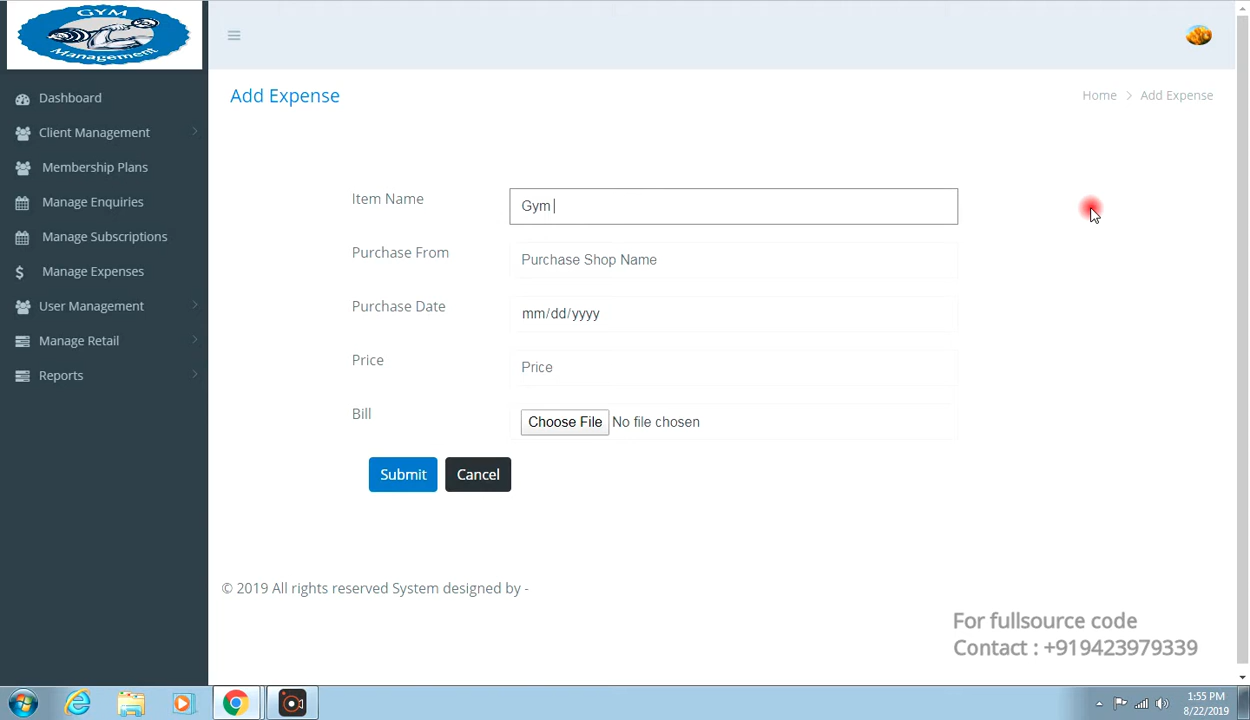 GYM
Management
Dashboard
Client Management
Membership Plans
Manage Enquiries
Manage Subscriptions
Manage Expenses
User Management
Manage Retail
Reports
Add Expense
Home > Add Expense
Item Name
Gym
Purchase From
Purchase Shop Name
Purchase Date
mm/dd/yyyy
Price
Price
Bill
Choose File No file chosen
Submit
Cancel
© 2019 All rights reserved System designed by -
For fullsource code
Contact : +919423979339
1:55 PM
8/22/2019